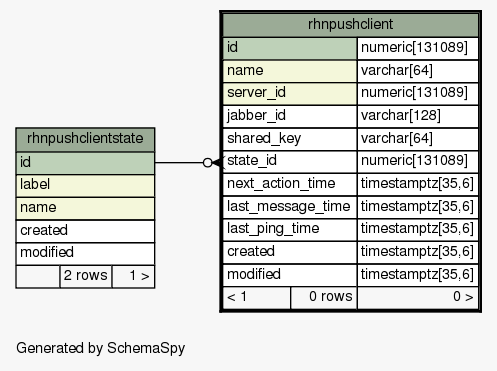 rhnpushclient
id numeric[131089]
name varchar[64]
server_id numeric[131089]
jabber_id varchar[128]
shared_key varchar[64]
state_id numeric[131089]
next_action_time timestamptz[35,6]
last_message_time timestamptz[35,6]
last_ping_time timestamptz[35,6]
created timestamptz[35,6]
modified timestamptz[35,6]
< 1 0 rows 0 >
rhnpushclientstate
id
label
name
created
modified
2 rows 1 >
Generated by SchemaSpy